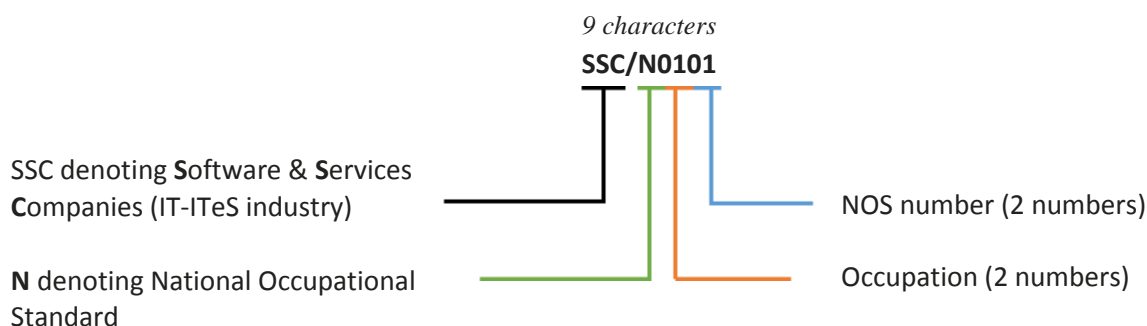 9 characters
SSC/N0101
SSC denoting Software & Services
Companies (IT-ITeS industry)
NOS number (2 numbers)
N denoting National Occupational
Standard
Occupation (2 numbers)